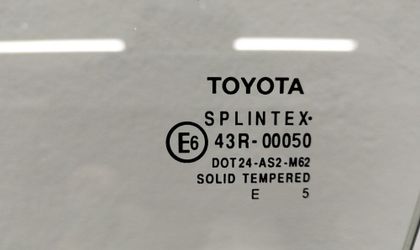 TOYOTA
SPLINTEX
E6 43R-00050
DOT24-AS2-M62
SOLID TEMPERED
E 5